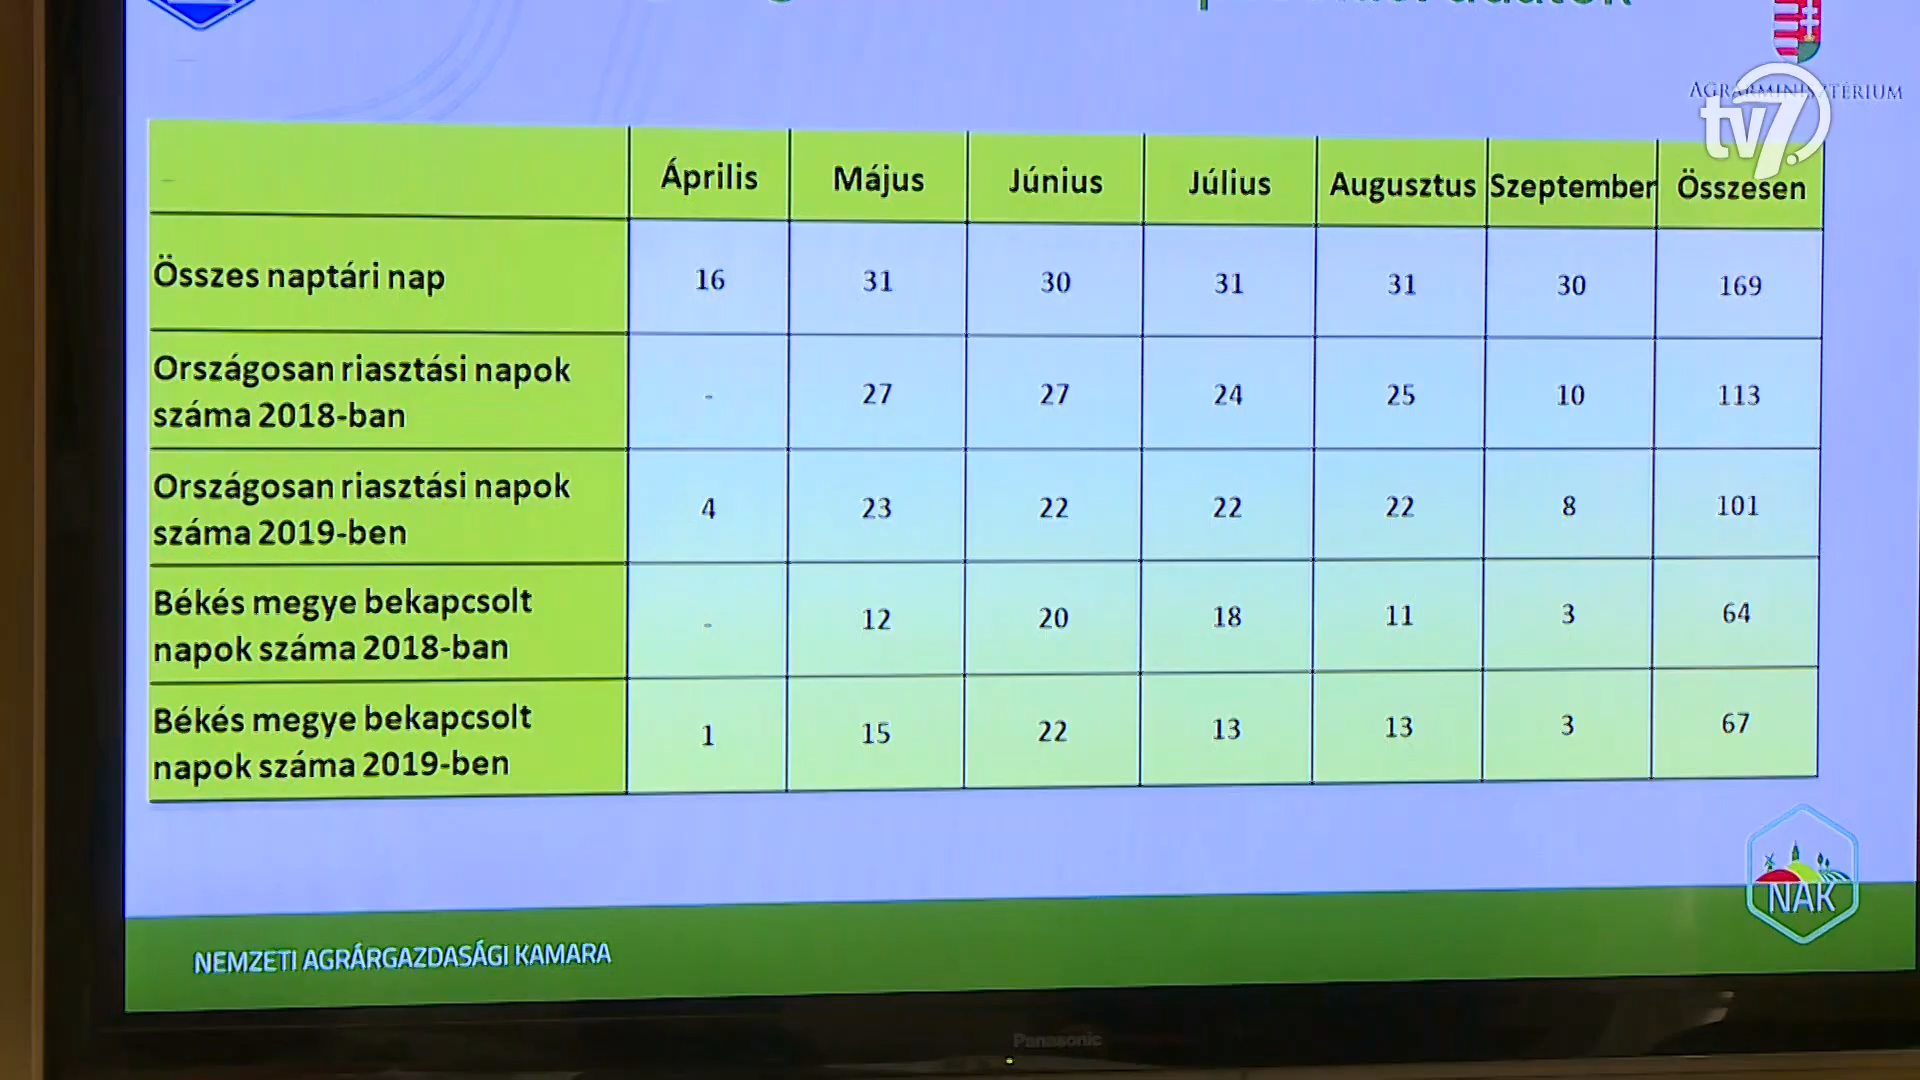 AGRÁRMINISZTÉRIUM
tv7
Április Május Június Július Augusztus Szeptember Összesen
Összes naptári nap 16 31 30 31 31 30 169
Országosan riasztási napok
száma 2018-ban - 27 27 24 25 10 113
Országosan riasztási napok
száma 2019-ben 4 23 22 22 22 8 101
Békés megye bekapcsolt
napok száma 2018-ban - 12 20 18 11 3 64
Békés megye bekapcsolt
napok száma 2019-ben 1 15 22 13 13 3 67
NAK
NEMZETI AGRÁRGAZDASÁGI KAMARA
Panasonic